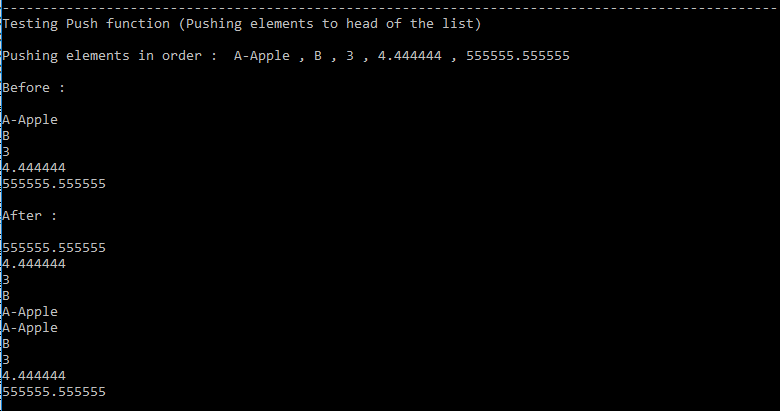 --------------------------------------------------------------------------------------------------
Testing Push function (Pushing elements to head of the list)
Pushing elements in order :  A-Apple , B , 3 , 4.444444 , 555555.555555
Before :
A-Apple
B
3
4.444444
555555.555555
After :
555555.555555
4.444444
3
B
A-Apple
A-Apple
B
3
4.444444
555555.555555